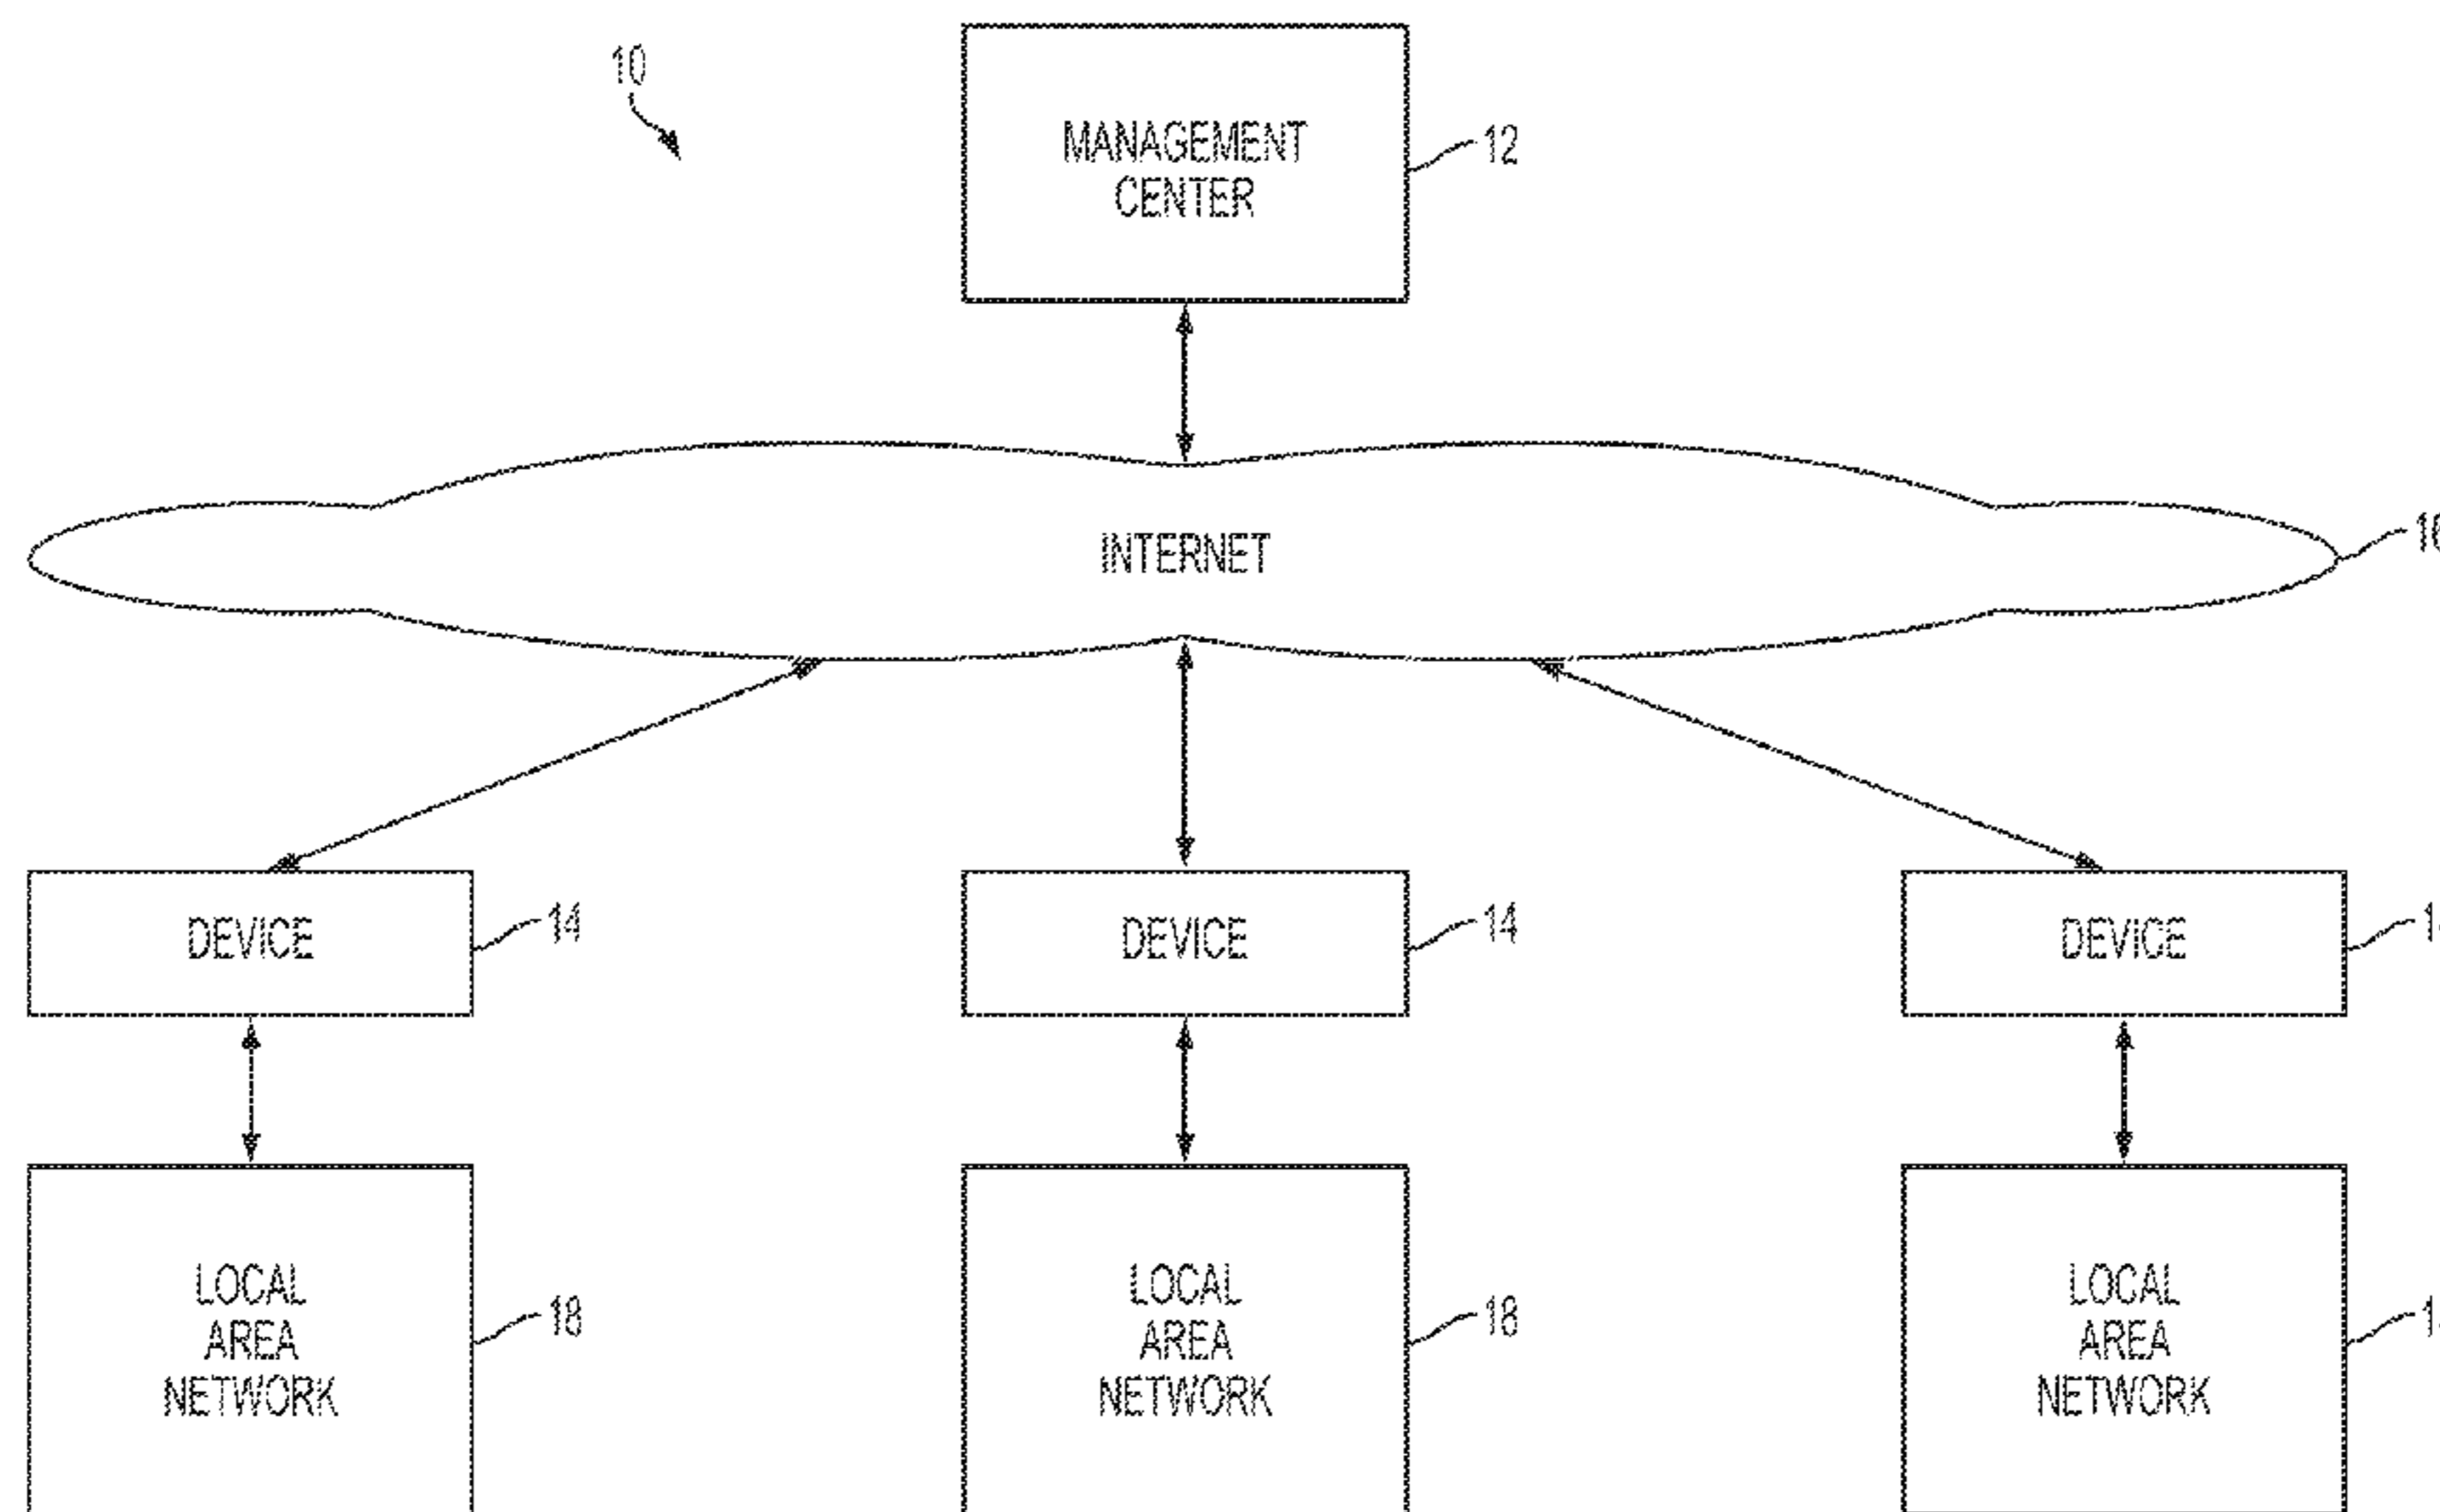 10
MANAGEMENT
CENTER
12
INTERNET
DEVICE
14
DEVICE
14
DEVICE
LOCAL
AREA
NETWORK
18
LOCAL
AREA
NETWORK
18
LOCAL
AREA
NETWORK